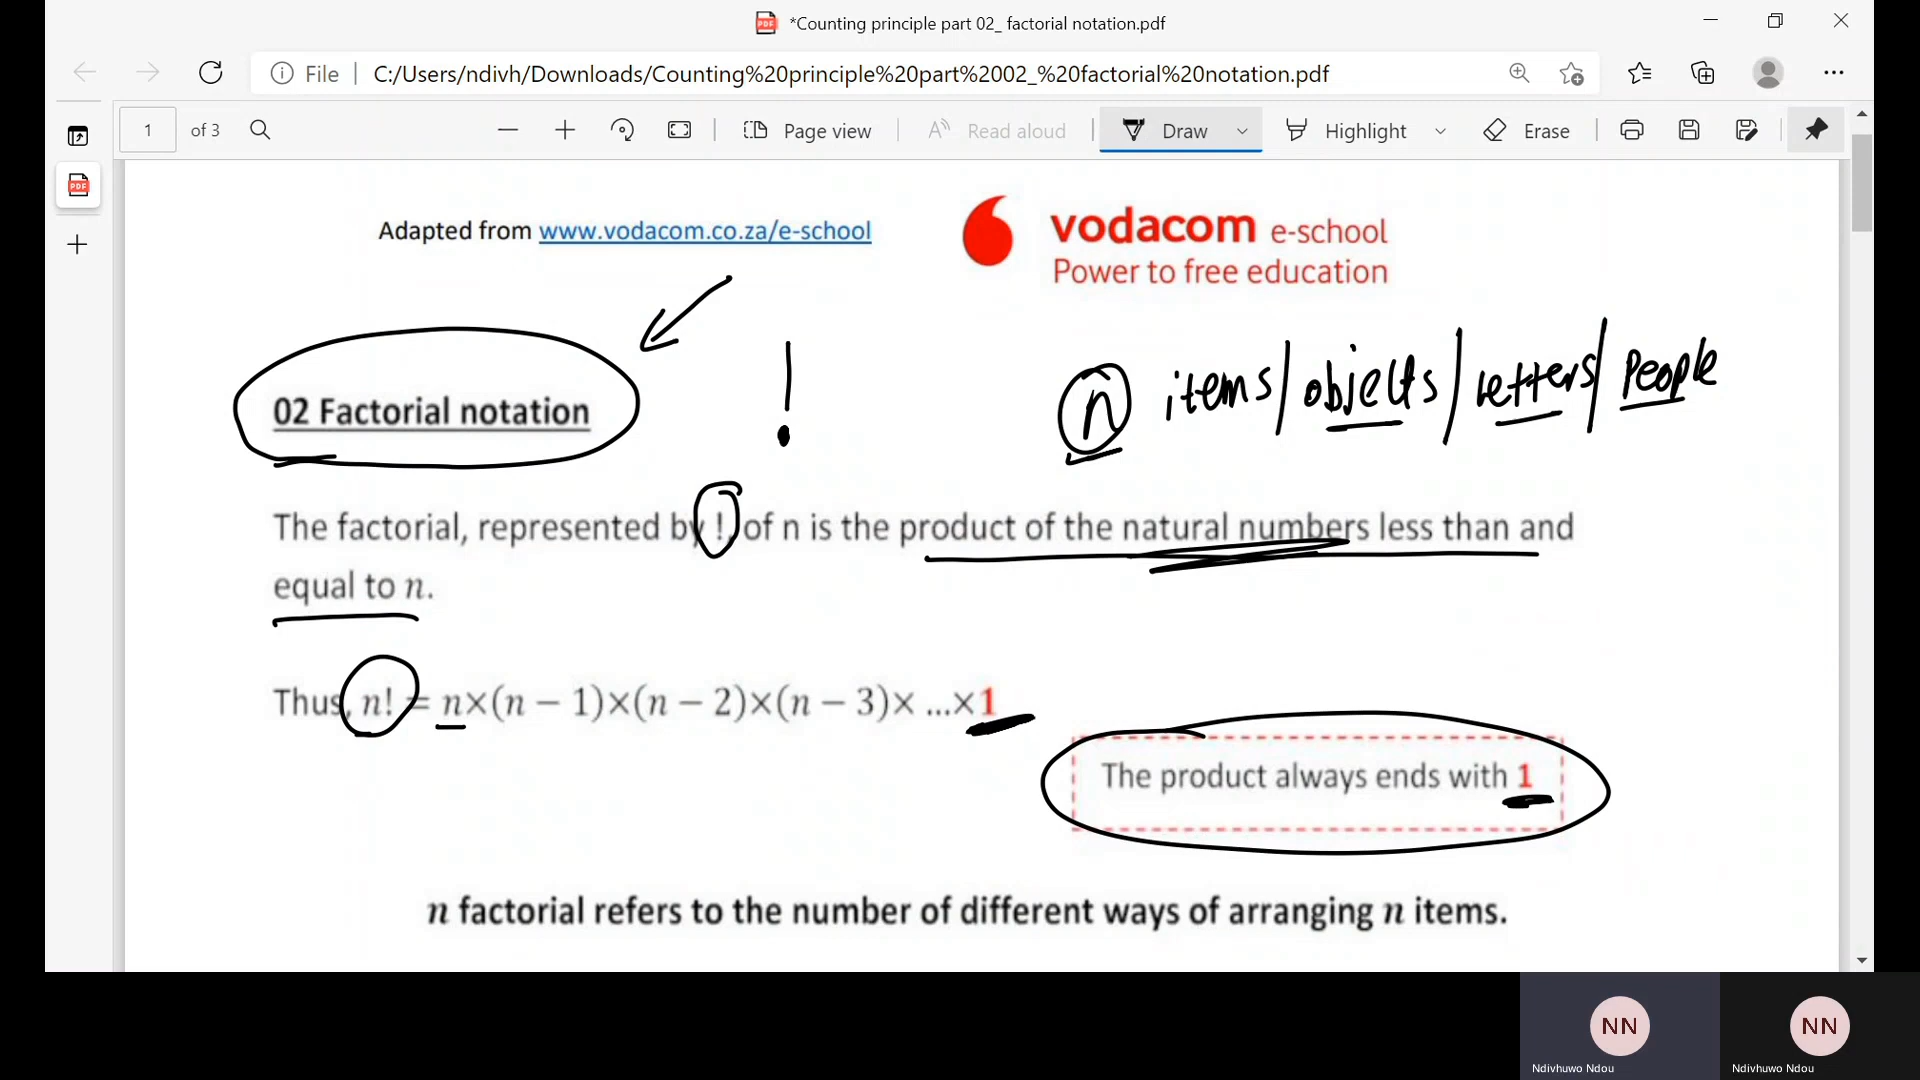 *Counting principle part 02_ factorial notation.pdf
File | C:/Users/ndivh/Downloads/Counting%20principle%20part%2002_%20factorial%20notation.pdf
1 of 3 Page view Read aloud Draw Highlight Erase
Adapted from www.vodacom.co.za/e-school
vodacom e-school
Power to free education
02 Factorial notation
!
n items/objects/letters/people
The factorial, represented by !, of n is the product of the natural numbers less than and
equal to n.
Thus, n! = n×(n − 1)×(n − 2)×(n − 3)× ...×1
The product always ends with 1
n factorial refers to the number of different ways of arranging n items.
NN NN
Ndivhuwo Ndou Ndivhuwo Ndou